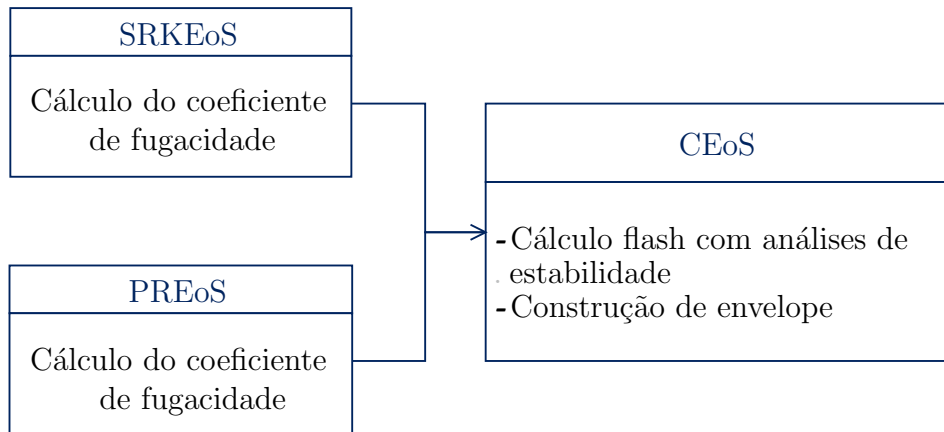 SRKEoS
Cálculo do coeficiente
de fugacidade
CEoS
-Cálculo flash com análises de
estabilidade
-Construção de envelope
PREoS
Cálculo do coeficiente
de fugacidade